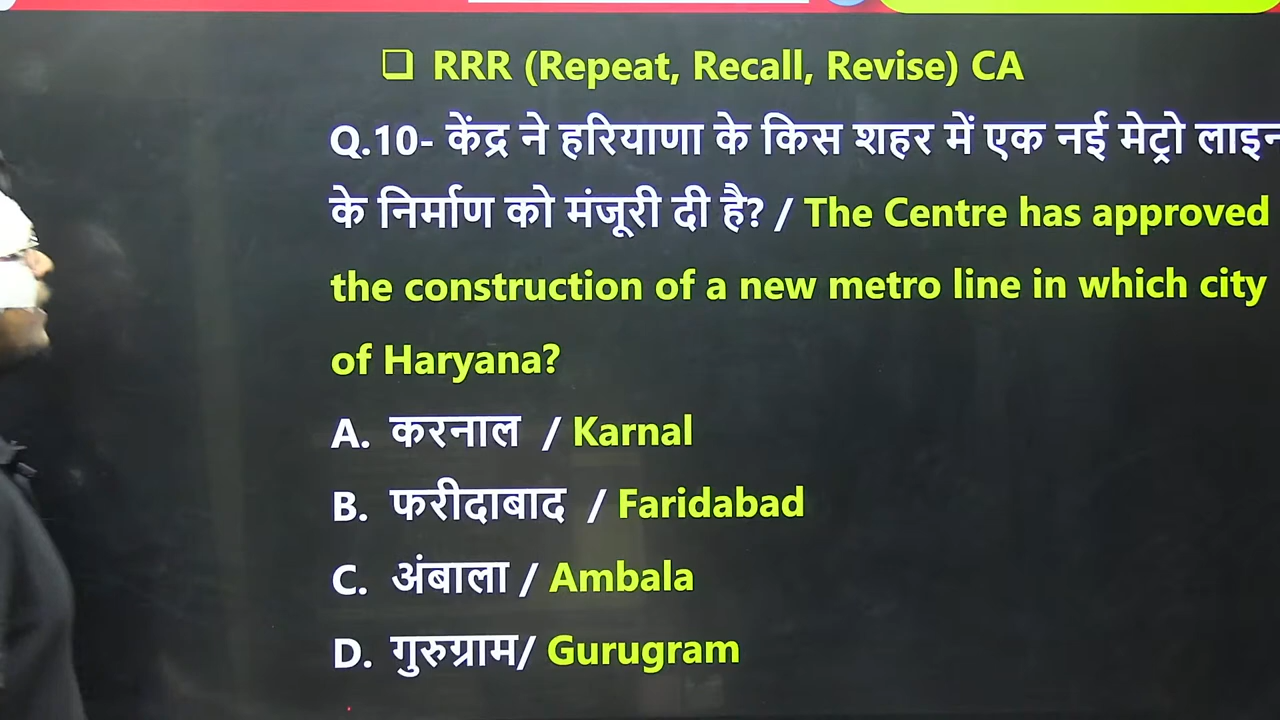 ❑ RRR (Repeat, Recall, Revise) CA
Q.10- केंद्र ने हरियाणा के किस शहर में एक नई मेट्रो लाइन
के निर्माण को मंजूरी दी है? / The Centre has approved
the construction of a new metro line in which city
of Haryana?
A. करनाल / Karnal
B. फरीदाबाद / Faridabad
C. अंबाला / Ambala
D. गुरुग्राम/ Gurugram